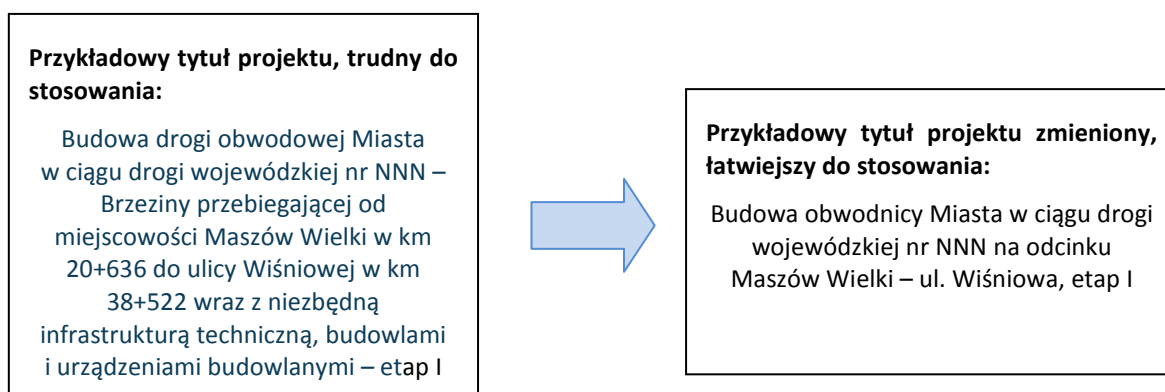 Przykładowy tytuł projektu, trudny do
stosowania:
Budowa drogi obwodowej Miasta
w ciągu drogi wojewódzkiej nr NNN –
Brzeziny przebiegającej od
miejscowości Maszów Wielki w km
20+636 do ulicy Wiśniowej w km
38+522 wraz z niezbędną
infrastrukturą techniczną, budowlami
i urządzeniami budowlanymi – etap I
Przykładowy tytuł projektu zmieniony,
łatwiejszy do stosowania:
Budowa obwodnicy Miasta w ciągu drogi
wojewódzkiej nr NNN na odcinku
Maszów Wielki – ul. Wiśniowa, etap I